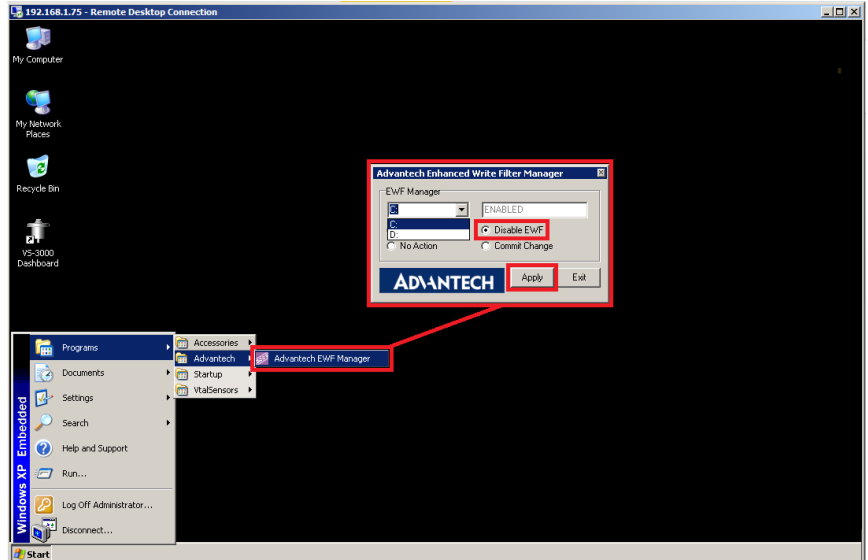 192.168.1.75 - Remote Desktop Connection
My Computer
My Network
Places
Recycle Bin
VS-3000
Dashboard
Advantech Enhanced Write Filter Manager
EWF Manager
C:
ENABLED
C:
D:
Disable EWF
No Action
Commit Change
ADVANTECH
Apply
Exit
Programs
Documents
Settings
Search
Help and Support
Run...
Log Off Administrator...
Disconnect...
Windows XP Embedded
Accessories
Advantech
Startup
VtalSensors
Advantech EWF Manager
Start